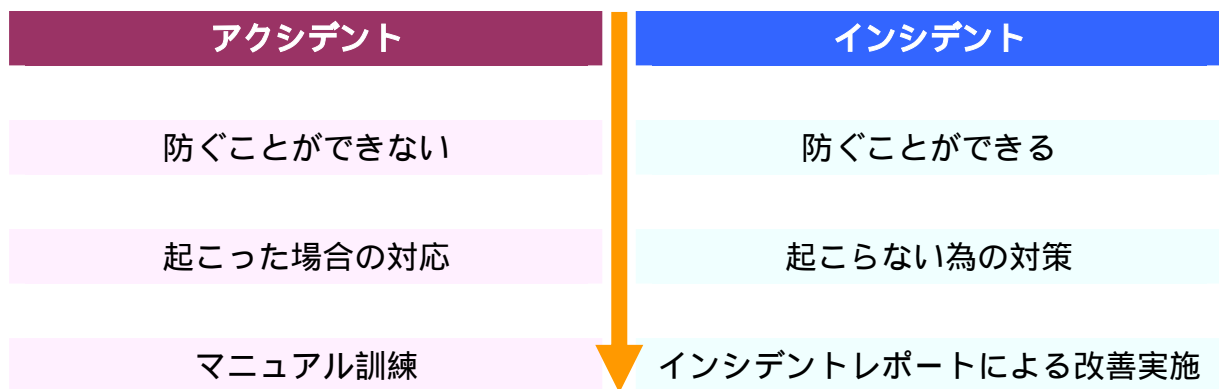 アクシデント
インシデント
防ぐことができない
防ぐことができる
起こった場合の対応
起こらない為の対策
マニュアル訓練
インシデントレポートによる改善実施